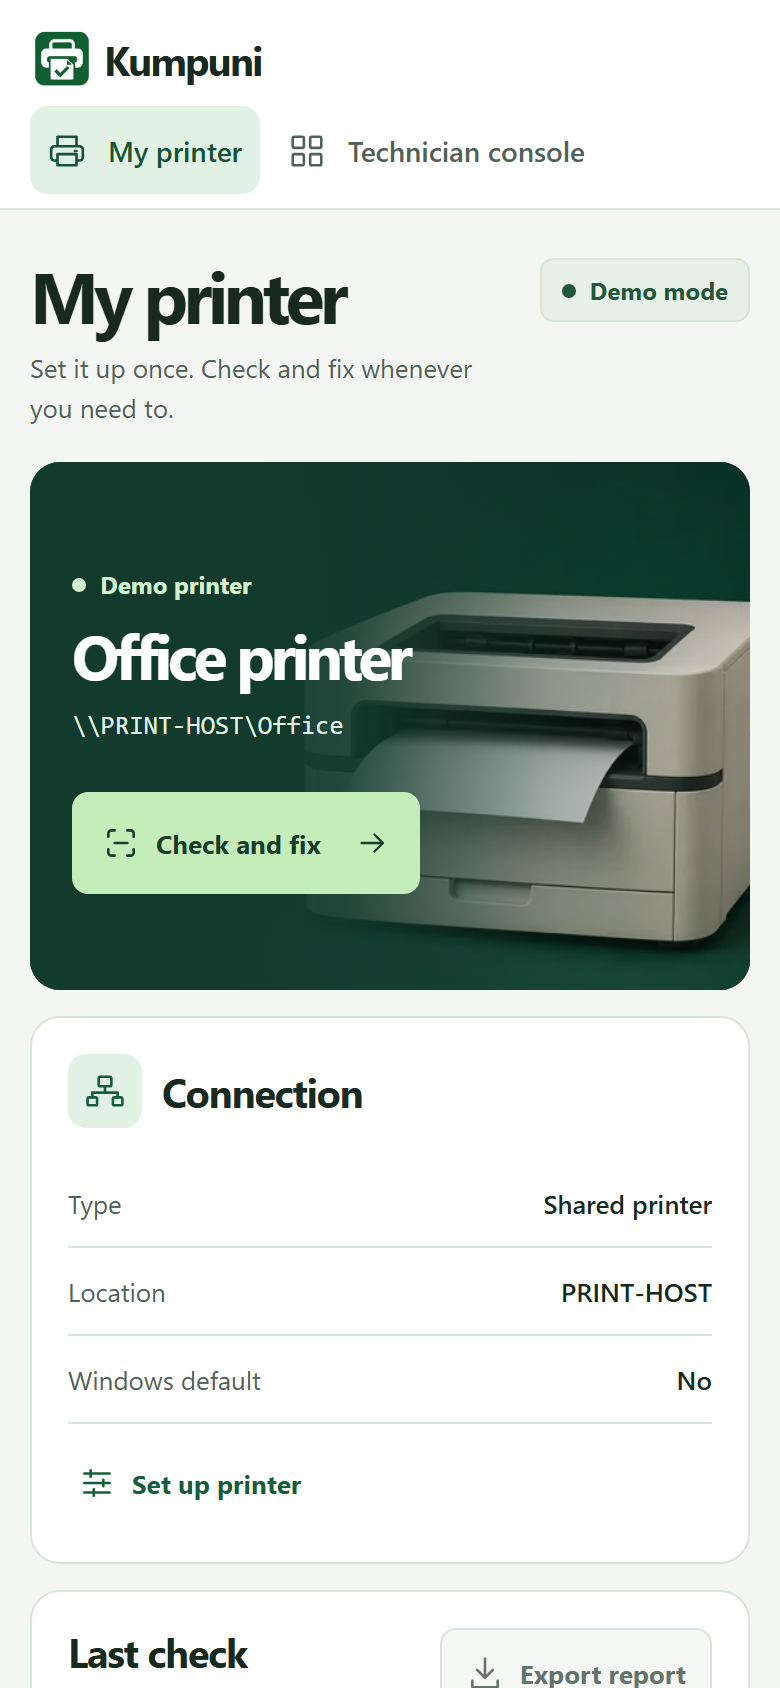 Kumpuni
My printer
Technician console
My printer
Demo mode
Set it up once. Check and fix whenever
you need to.
Demo printer
Office printer
\\PRINT-HOST\Office
Check and fix
Connection
Type
Shared printer
Location
PRINT-HOST
Windows default
No
Set up printer
Last check
Export report